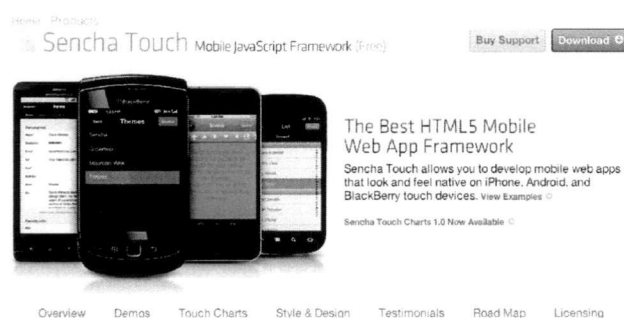 Home Products
Sencha Touch Mobile JavaScript Framework (Free)
Buy Support
Download
BlackBerry
Themes
Sencha
The Best HTML5 Mobile
Web App Framework
Sencha Touch allows you to develop mobile web apps
that look and feel native on iPhone, Android, and
BlackBerry touch devices. View Examples
Sencha Touch Charts 1.0 Now Available
Overview Demos Touch Charts Style & Design Testimonials Road Map Licensing